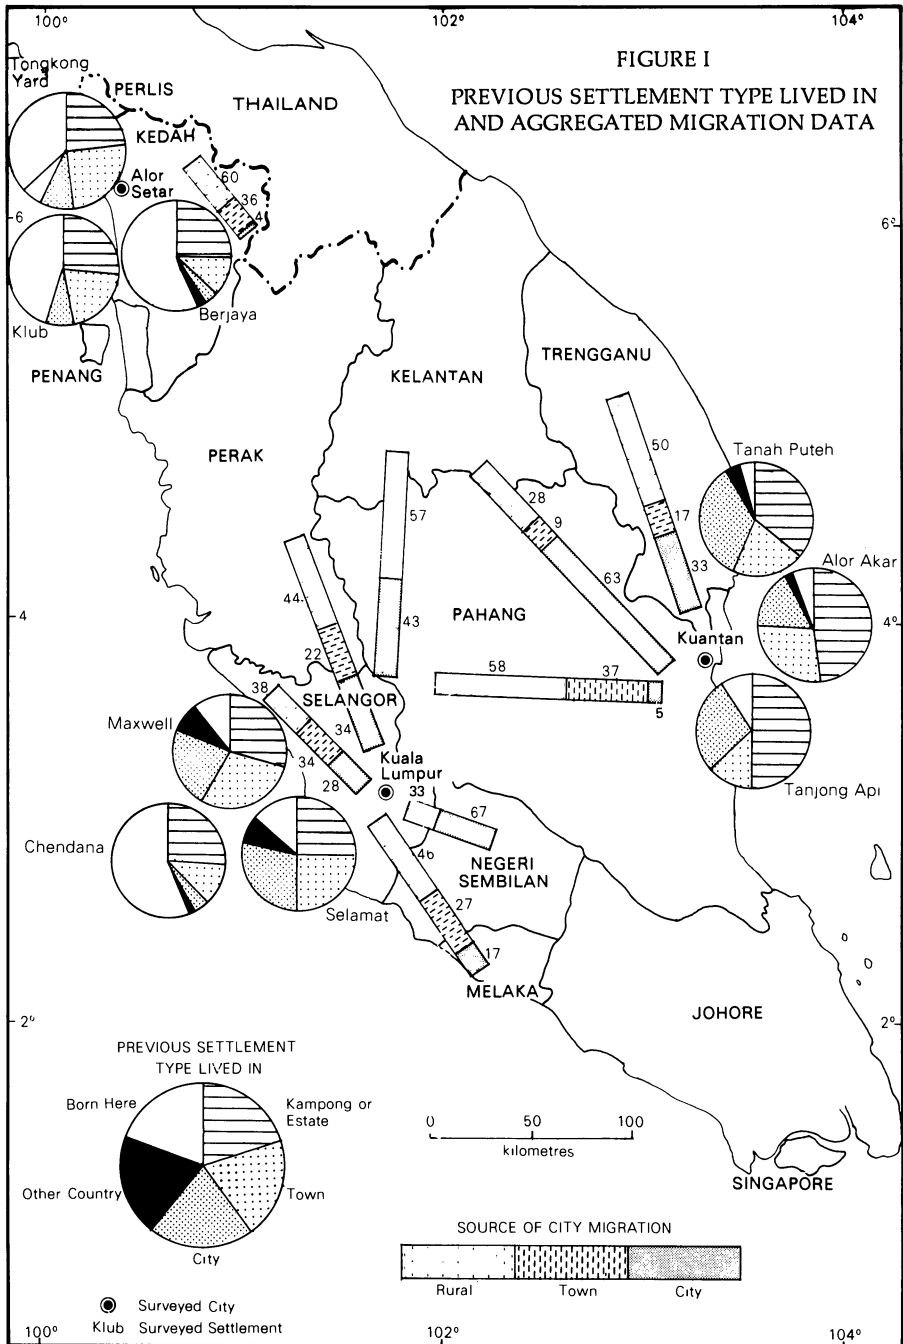 100°
102°
104°
FIGURE I
PREVIOUS SETTLEMENT TYPE LIVED IN
AND AGGREGATED MIGRATION DATA
Tongkong
Yard
PERLIS
THAILAND
KEDAH
Alor
Setar
60
36
4
6
6°
Berjaya
Klub
PENANG
KELANTAN
TRENGGANU
PERAK
50
17
33
Tanah Puteh
57
43
28
9
63
Alor Akar
44
22
34
4
4°
PAHANG
Kuantan
58
37
5
SELANGOR
38
34
28
Maxwell
Kuala
Lumpur
Tanjong Api
33
67
Chendana
46
27
17
NEGERI
SEMBILAN
Selamat
MELAKA
JOHORE
2°
2°
PREVIOUS SETTLEMENT
TYPE LIVED IN
Born Here
Kampong or
Estate
Other Country
Town
City
0 50 100
kilometres
SINGAPORE
SOURCE OF CITY MIGRATION
Rural Town City
Surveyed City
Klub Surveyed Settlement
100°
102°
104°